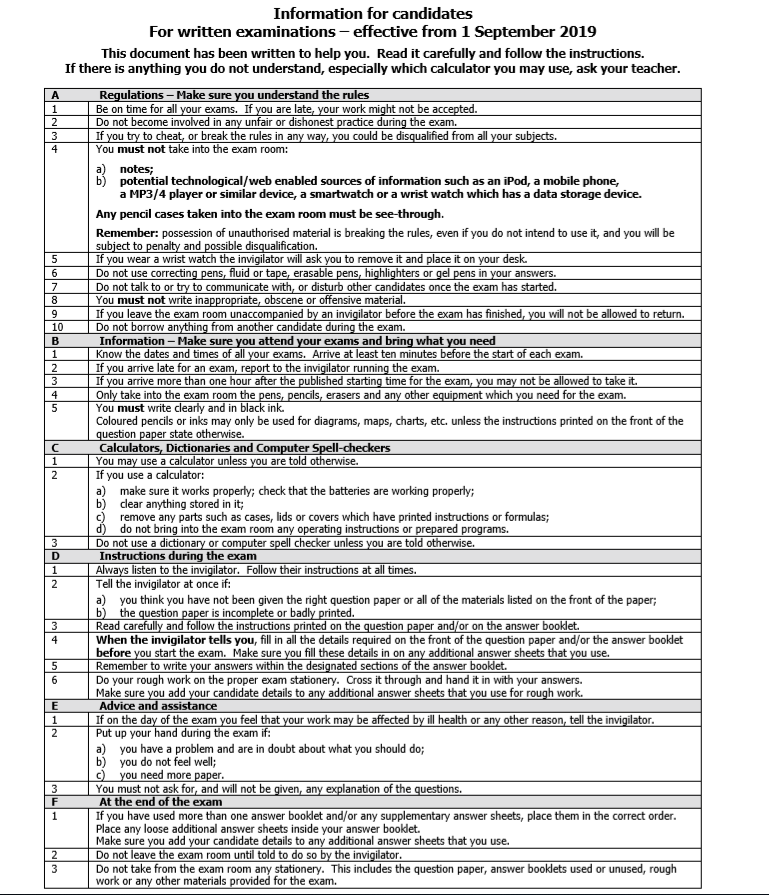 Information for candidates
For written examinations – effective from 1 September 2019
This document has been written to help you. Read it carefully and follow the instructions.
If there is anything you do not understand, especially which calculator you may use, ask your teacher.
A Regulations – Make sure you understand the rules
1 Be on time for all your exams. If you are late, your work might not be accepted.
2 Do not become involved in any unfair or dishonest practice during the exam.
3 If you try to cheat, or break the rules in any way, you could be disqualified from all your subjects.
4 You must not take into the exam room:
a) notes;
b) potential technological/web enabled sources of information such as an iPod, a mobile phone,
a MP3/4 player or similar device, a smartwatch or a wrist watch which has a data storage device.
Any pencil cases taken into the exam room must be see-through.
Remember: possession of unauthorised material is breaking the rules, even if you do not intend to use it, and you will be
subject to penalty and possible disqualification.
5 If you wear a wrist watch the invigilator will ask you to remove it and place it on your desk.
6 Do not use correcting pens, fluid or tape, erasable pens, highlighters or gel pens in your answers.
7 Do not talk to or try to communicate with, or disturb other candidates once the exam has started.
8 You must not write inappropriate, obscene or offensive material.
9 If you leave the exam room unaccompanied by an invigilator before the exam has finished, you will not be allowed to return.
10 Do not borrow anything from another candidate during the exam.
B Information – Make sure you attend your exams and bring what you need
1 Know the dates and times of all your exams. Arrive at least ten minutes before the start of each exam.
2 If you arrive late for an exam, report to the invigilator running the exam.
3 If you arrive more than one hour after the published starting time for the exam, you may not be allowed to take it.
4 Only take into the exam room the pens, pencils, erasers and any other equipment which you need for the exam.
5 You must write clearly and in black ink.
Coloured pencils or inks may only be used for diagrams, maps, charts, etc. unless the instructions printed on the front of the
question paper state otherwise.
C Calculators, Dictionaries and Computer Spell-checkers
1 You may use a calculator unless you are told otherwise.
2 If you use a calculator:
a) make sure it works properly; check that the batteries are working properly;
b) clear anything stored in it;
c) remove any parts such as cases, lids or covers which have printed instructions or formulas;
d) do not bring into the exam room any operating instructions or prepared programs.
3 Do not use a dictionary or computer spell checker unless you are told otherwise.
D Instructions during the exam
1 Always listen to the invigilator. Follow their instructions at all times.
2 Tell the invigilator at once if:
a) you think you have not been given the right question paper or all of the materials listed on the front of the paper;
b) the question paper is incomplete or badly printed.
3 Read carefully and follow the instructions printed on the question paper and/or on the answer booklet.
4 When the invigilator tells you, fill in all the details required on the front of the question paper and/or the answer booklet
before you start the exam. Make sure you fill these details in on any additional answer sheets that you use.
5 Remember to write your answers within the designated sections of the answer booklet.
6 Do your rough work on the proper exam stationery. Cross it through and hand it in with your answers.
Make sure you add your candidate details to any additional answer sheets that you use for rough work.
E Advice and assistance
1 If on the day of the exam you feel that your work may be affected by ill health or any other reason, tell the invigilator.
2 Put up your hand during the exam if:
a) you have a problem and are in doubt about what you should do;
b) you do not feel well;
c) you need more paper.
3 You must not ask for, and will not be given, any explanation of the questions.
F At the end of the exam
1 If you have used more than one answer booklet and/or any supplementary answer sheets, place them in the correct order.
Place any loose additional answer sheets inside your answer booklet.
Make sure you add your candidate details to any additional answer sheets that you use.
2 Do not leave the exam room until told to do so by the invigilator.
3 Do not take from the exam room any stationery. This includes the question paper, answer booklets used or unused, rough
work or any other materials provided for the exam.